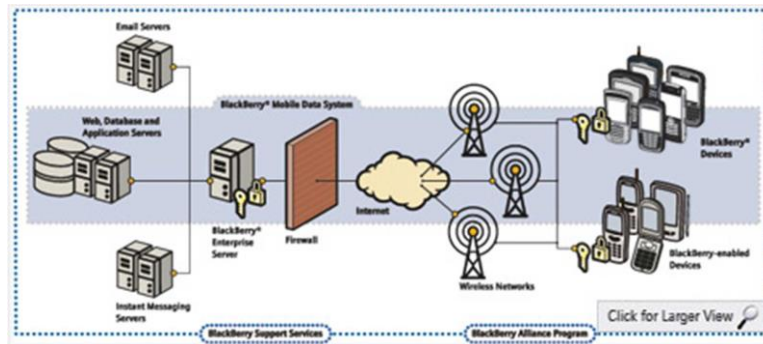 Email Servers
BlackBerry® Mobile Data System
Web, Database and
Application Servers
BlackBerry®
Devices
BlackBerry®
Enterprise
Server
Firewall
Internet
BlackBerry-enabled
Devices
Instant Messaging
Servers
Wireless Networks
Click for Larger View
BlackBerry Support Services
BlackBerry Alliance Program